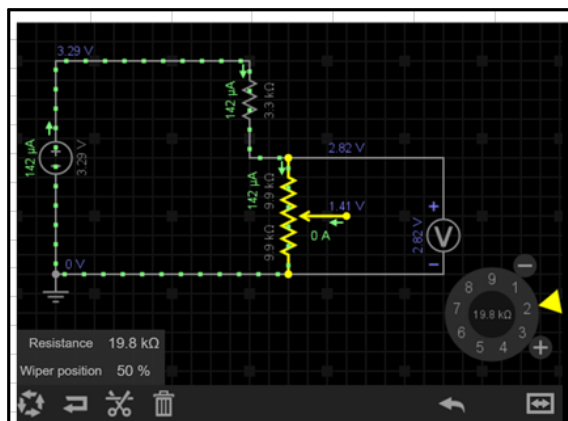 3.29 V
142 µA
3.3 kΩ
142 µA
3.29 V
2.82 V
142 µA
9.9 kΩ
1.41 V
0 A
9.9 kΩ
+
V
2.82 V
−
0 V
−
9
8
1
7
19.8 kΩ
2
6
3
5
4
+
Resistance 19.8 kΩ
Wiper position 50 %